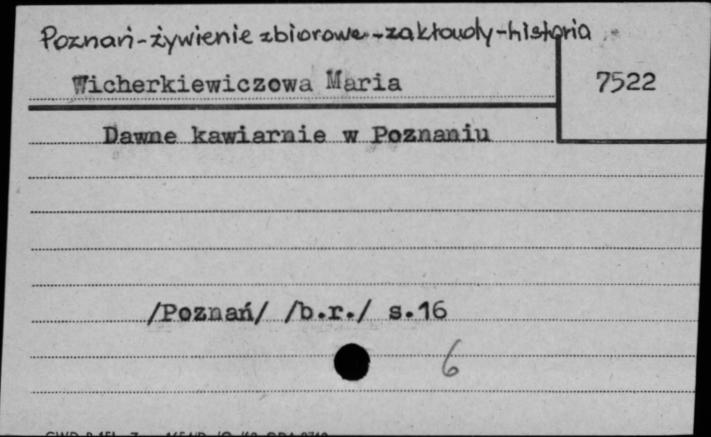 Poznań-żywienie zbiorowe-zakłady-historia
Wicherkiewiczowa Maria
7522
Dawne kawiarnie w Poznaniu
/Poznań/ /b.r./ s.16
6